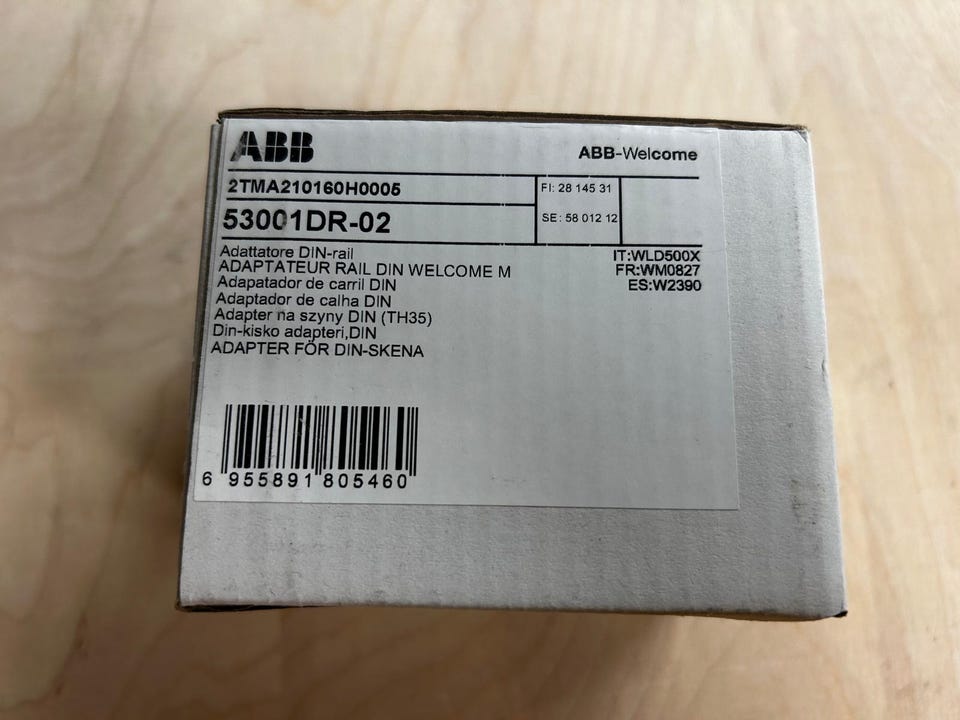 ABB
ABB-Welcome
2TMA210160H0005
FI: 28 145 31
53001DR-02
SE: 58 012 12
Adattatore DIN-rail
IT:WLD500X
ADAPTATEUR RAIL DIN WELCOME M
FR:WM0827
Adapatador de carril DIN
ES:W2390
Adaptador de calha DIN
Adapter na szyny DIN (TH35)
Din-kisko adapteri,DIN
ADAPTER FÖR DIN-SKENA
6 955891 805460